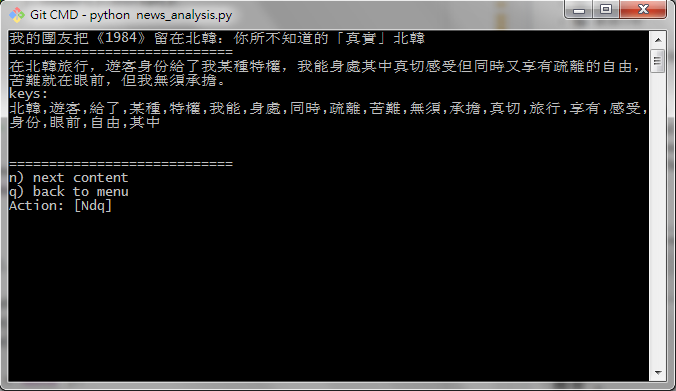 Git CMD - python  news_analysis.py
我的團友把《1984》留在北韓：你所不知道的「真實」北韓
============================
在北韓旅行，遊客身份給了我某種特權，我能身處其中真切感受但同時又享有疏離的自由，
苦難就在眼前，但我無須承擔。
keys:
北韓,遊客,給了,某種,特權,我能,身處,同時,疏離,苦難,無須,承擔,真切,旅行,享有,感受,
身份,眼前,自由,其中
============================
n) next content
q) back to menu
Action: [Ndq]